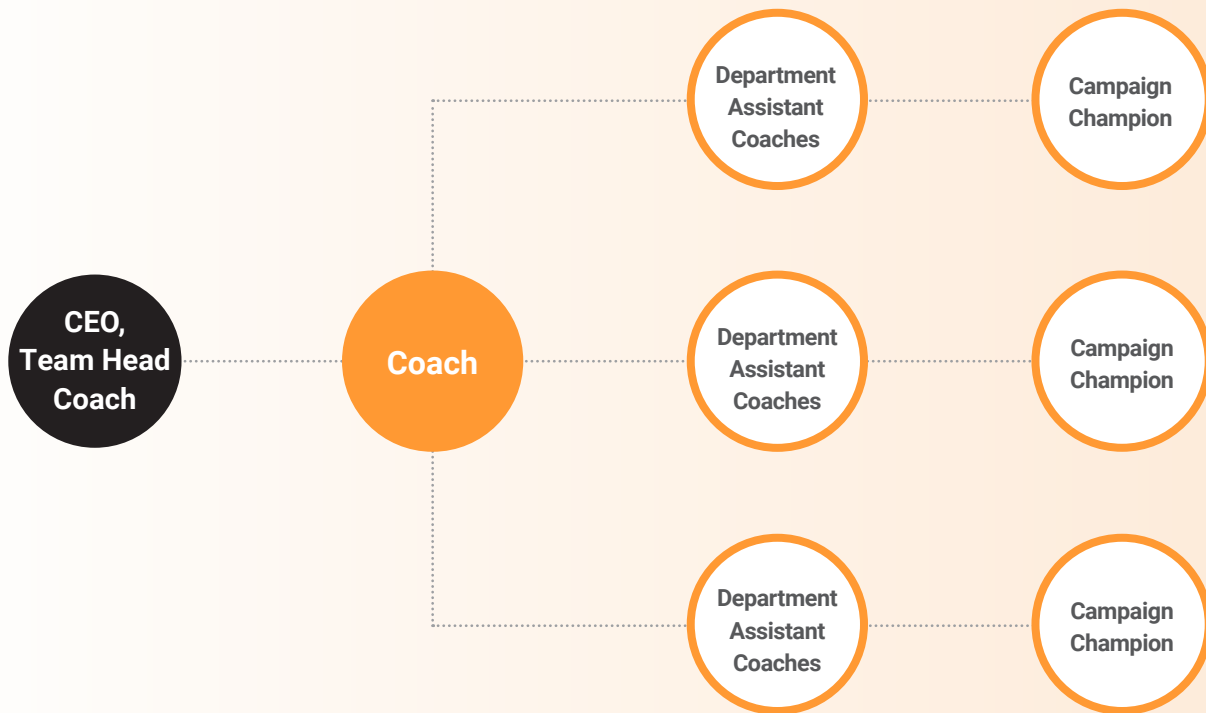 CEO,
Team Head
Coach
Coach
Department
Assistant
Coaches
Campaign
Champion
Department
Assistant
Coaches
Campaign
Champion
Department
Assistant
Coaches
Campaign
Champion